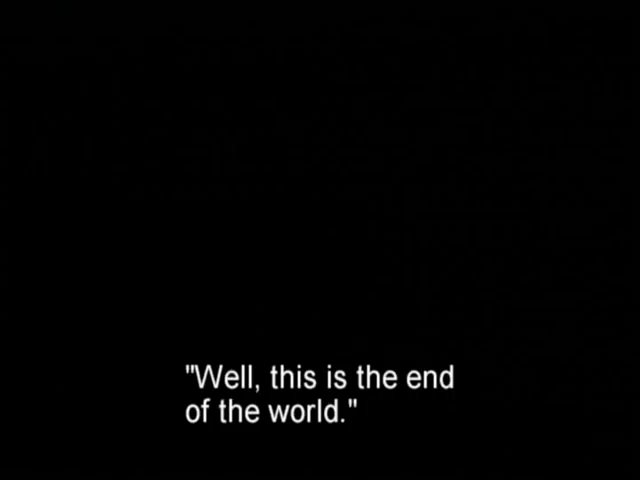 "Well, this is the end
of the world."